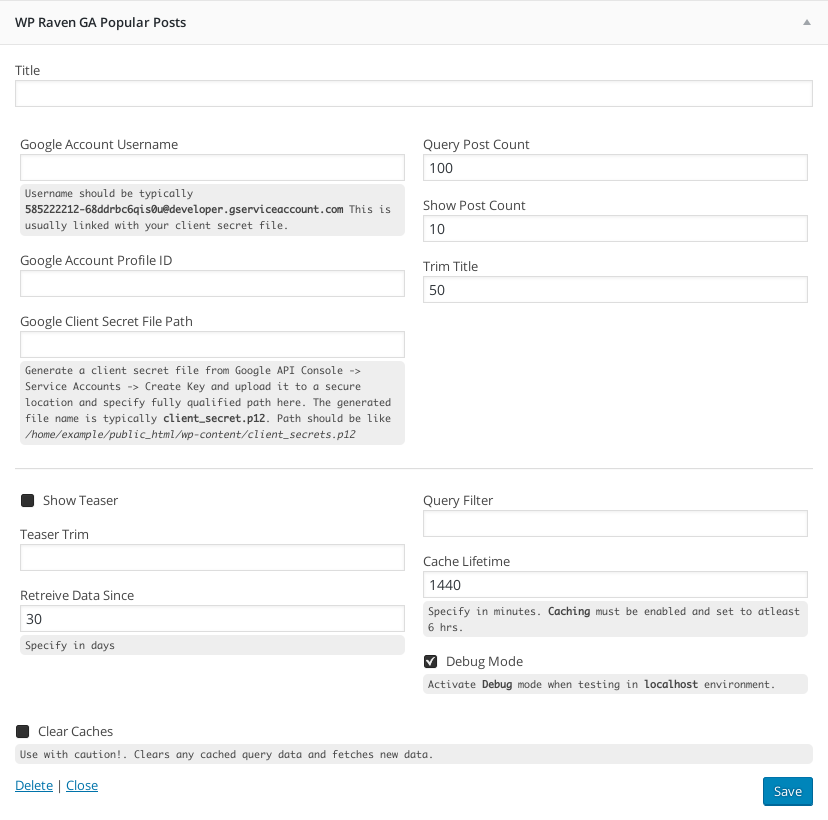 WP Raven GA Popular Posts
Title
Google Account Username
Username should be typically
585222212-68ddrbc6qis0u@developer.gserviceaccount.com This is
usually linked with your client secret file.
Google Account Profile ID
Google Client Secret File Path
Generate a client secret file from Google API Console ->
Service Accounts -> Create Key and upload it to a secure
location and specify fully qualified path here. The generated
file name is typically client_secret.p12. Path should be like
/home/example/public_html/wp-content/client_secrets.p12
Query Post Count
100
Show Post Count
10
Trim Title
50
Show Teaser
Teaser Trim
Retreive Data Since
30
Specify in days
Query Filter
Cache Lifetime
1440
Specify in minutes. Caching must be enabled and set to atleast
6 hrs.
Debug Mode
Activate Debug mode when testing in localhost environment.
Clear Caches
Use with caution!. Clears any cached query data and fetches new data.
Delete | Close
Save